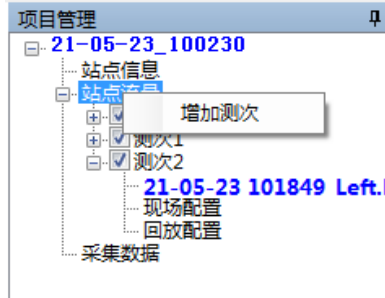 项目管理
21-05-23_100230
站点信息
站点流量
增加测次
测次1
测次2
21-05-23 101849 Left.
现场配置
回放配置
采集数据